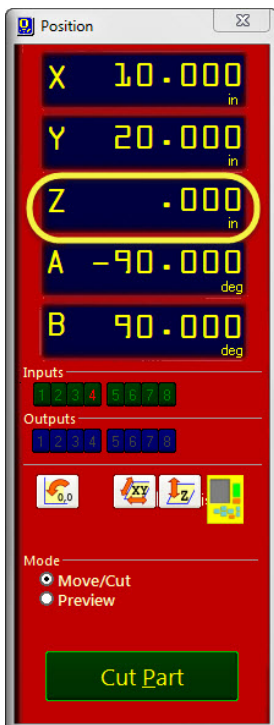 Position
X 10.000
in
Y 20.000
in
Z .000
in
A -90.000
deg
B 90.000
deg
Inputs
1 2 3 4 5 6 7 8
Outputs
1 2 3 4 5 6 7 8
0,0 XY Z
Mode
Move/Cut
Preview
Cut Part